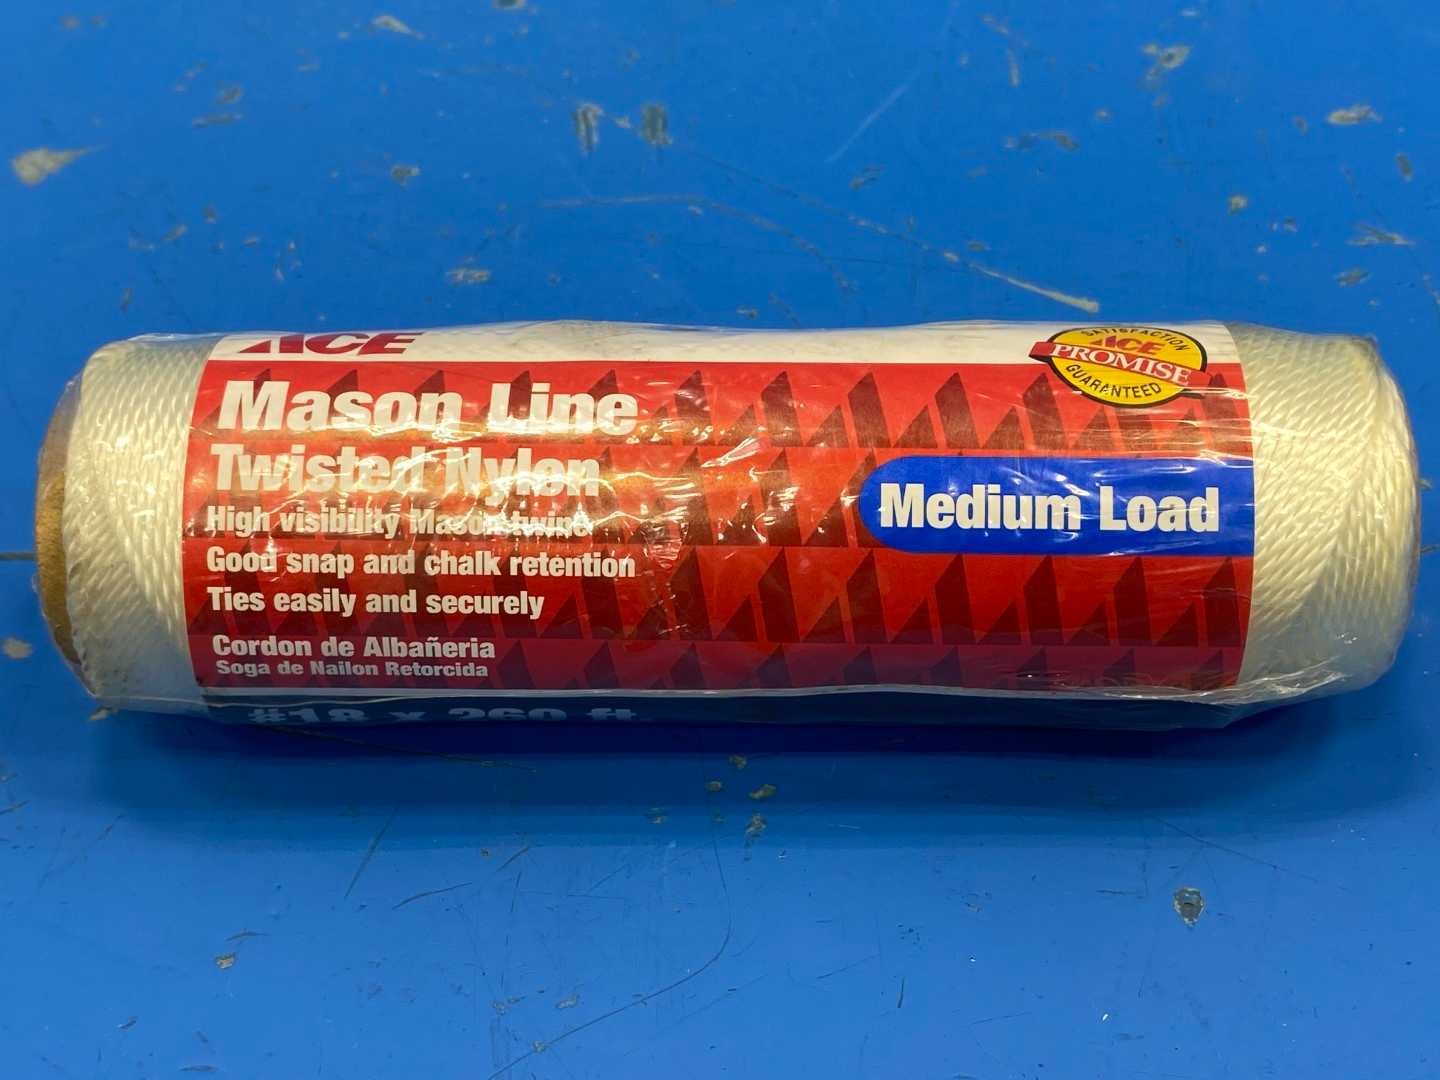 ACE
SATISFACTION
ACE
PROMISE
GUARANTEED
Mason Line
Twisted Nylon
High visibility Mason twine
Good snap and chalk retention
Ties easily and securely
Medium Load
Cordon de Albañeria
Soga de Nailon Retorcida
#18 x 260 ft.